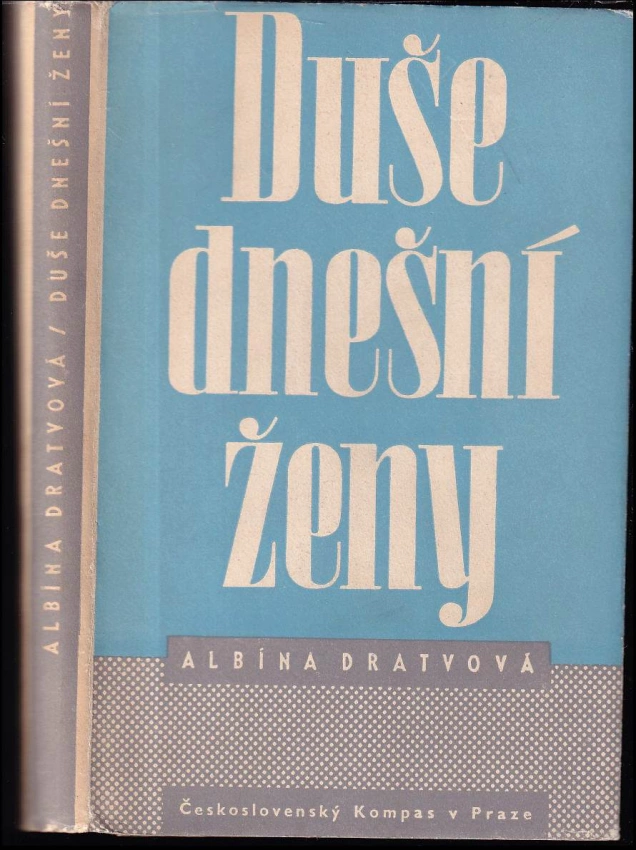 ALBÍNA DRATVOVÁ / DUŠE DNEŠNÍ ŽENY
Duše
dnešní
ženy
ALBÍNA DRATVOVÁ
Československý Kompas v Praze